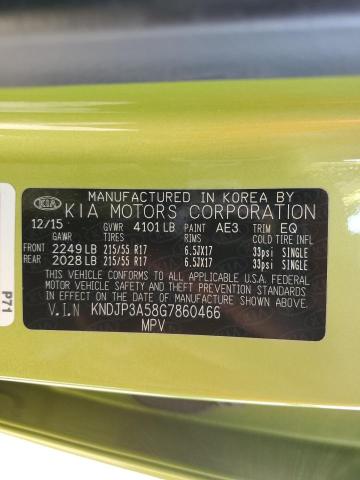 MANUFACTURED IN KOREA BY
KIA KIA MOTORS CORPORATION
12/15 GVWR 4101 LB PAINT AE3 TRIM EQ
GAWR TIRES RIMS COLD TIRE INFl
FRONT 2249 LB 215/55 R17 6.5JX17 33psi SINGLE
REAR 2028 LB 215/55 R17 6.5JX17 33psi SINGLE
THIS VEHICLE CONFORMS TO ALL APPLICABLE U.S.A. FEDERAL
MOTOR VEHICLE SAFETY AND THEFT PREVENTION STANDARDS
IN EFFECT ON THE DATE OF MANUFACTURE SHOWN ABOVE.
V.I.N KNDJP3A58G7860466
MPV
P71